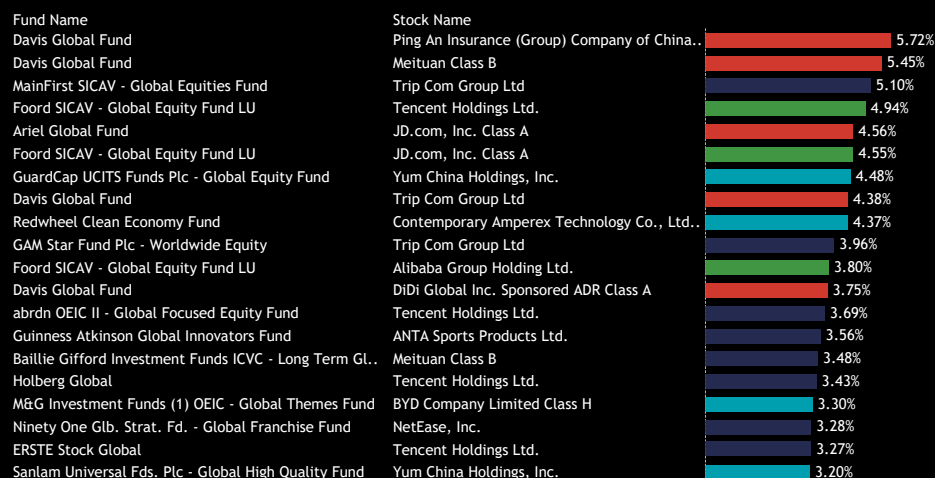 Fund Name Stock Name
Davis Global Fund Ping An Insurance (Group) Company of China.. 5.72%
Davis Global Fund Meituan Class B 5.45%
MainFirst SICAV - Global Equities Fund Trip Com Group Ltd 5.10%
Foord SICAV - Global Equity Fund LU Tencent Holdings Ltd. 4.94%
Ariel Global Fund JD.com, Inc. Class A 4.56%
Foord SICAV - Global Equity Fund LU JD.com, Inc. Class A 4.55%
GuardCap UCITS Funds Plc - Global Equity Fund Yum China Holdings, Inc. 4.48%
Davis Global Fund Trip Com Group Ltd 4.38%
Redwheel Clean Economy Fund Contemporary Amperex Technology Co., Ltd.. 4.37%
GAM Star Fund Plc - Worldwide Equity Trip Com Group Ltd 3.96%
Foord SICAV - Global Equity Fund LU Alibaba Group Holding Ltd. 3.80%
Davis Global Fund DiDi Global Inc. Sponsored ADR Class A 3.75%
abrdn OEIC II - Global Focused Equity Fund Tencent Holdings Ltd. 3.69%
Guinness Atkinson Global Innovators Fund ANTA Sports Products Ltd. 3.56%
Baillie Gifford Investment Funds ICVC - Long Term Gl.. Meituan Class B 3.48%
Holberg Global Tencent Holdings Ltd. 3.43%
M&G Investment Funds (1) OEIC - Global Themes Fund BYD Company Limited Class H 3.30%
Ninety One Glb. Strat. Fd. - Global Franchise Fund NetEase, Inc. 3.28%
ERSTE Stock Global Tencent Holdings Ltd. 3.27%
Sanlam Universal Fds. Plc - Global High Quality Fund Yum China Holdings, Inc. 3.20%